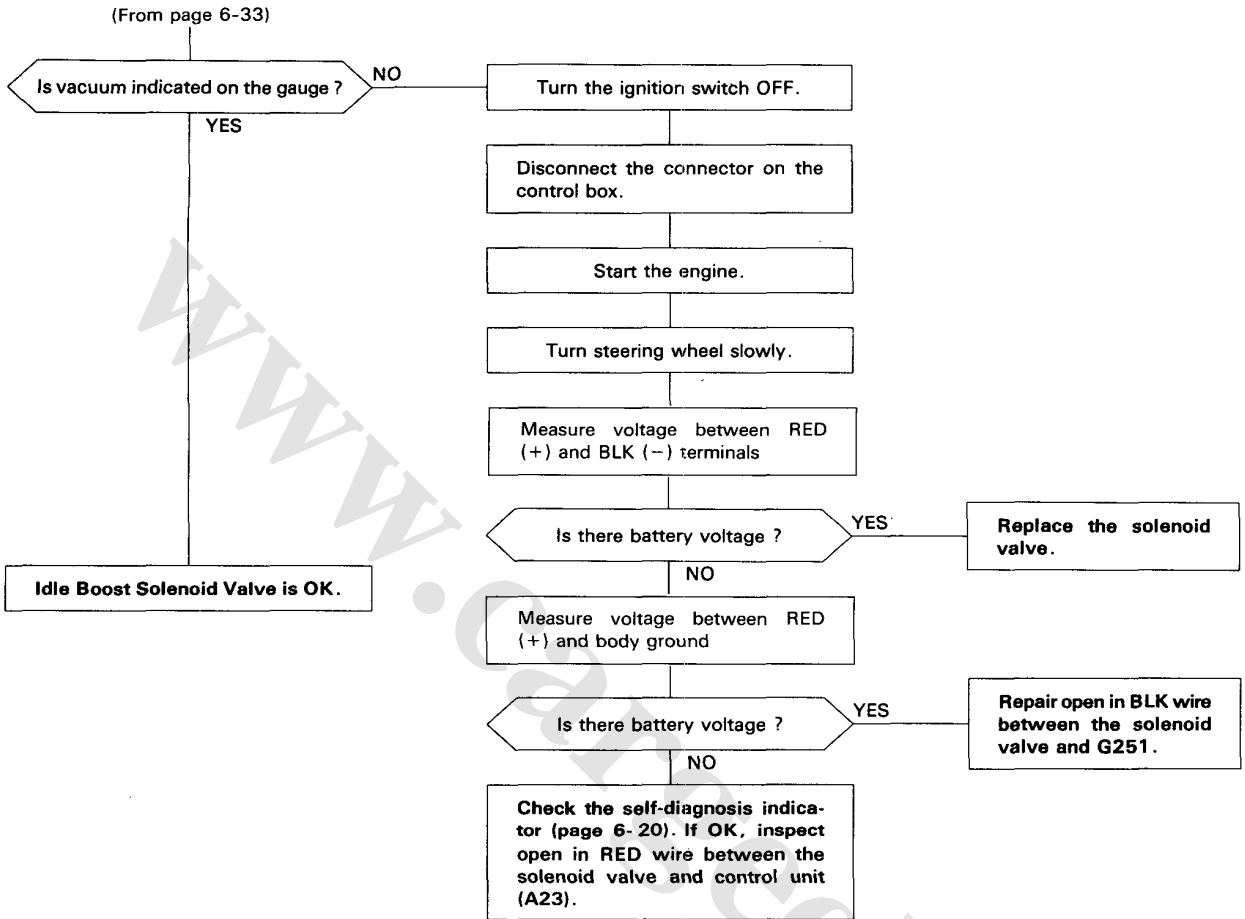 (From page 6-33)
Is vacuum indicated on the gauge ?
NO
YES
Turn the ignition switch OFF.
Disconnect the connector on the
control box.
Start the engine.
Turn steering wheel slowly.
Measure voltage between RED
(+) and BLK (−) terminals
Is there battery voltage ?
YES
Replace the solenoid
valve.
NO
Idle Boost Solenoid Valve is OK.
Measure voltage between RED
(+) and body ground
Is there battery voltage ?
YES
Repair open in BLK wire
between the solenoid
valve and G251.
NO
Check the self-diagnosis indica-
tor (page 6- 20). If OK, inspect
open in RED wire between the
solenoid valve and control unit
(A23).
www.carge